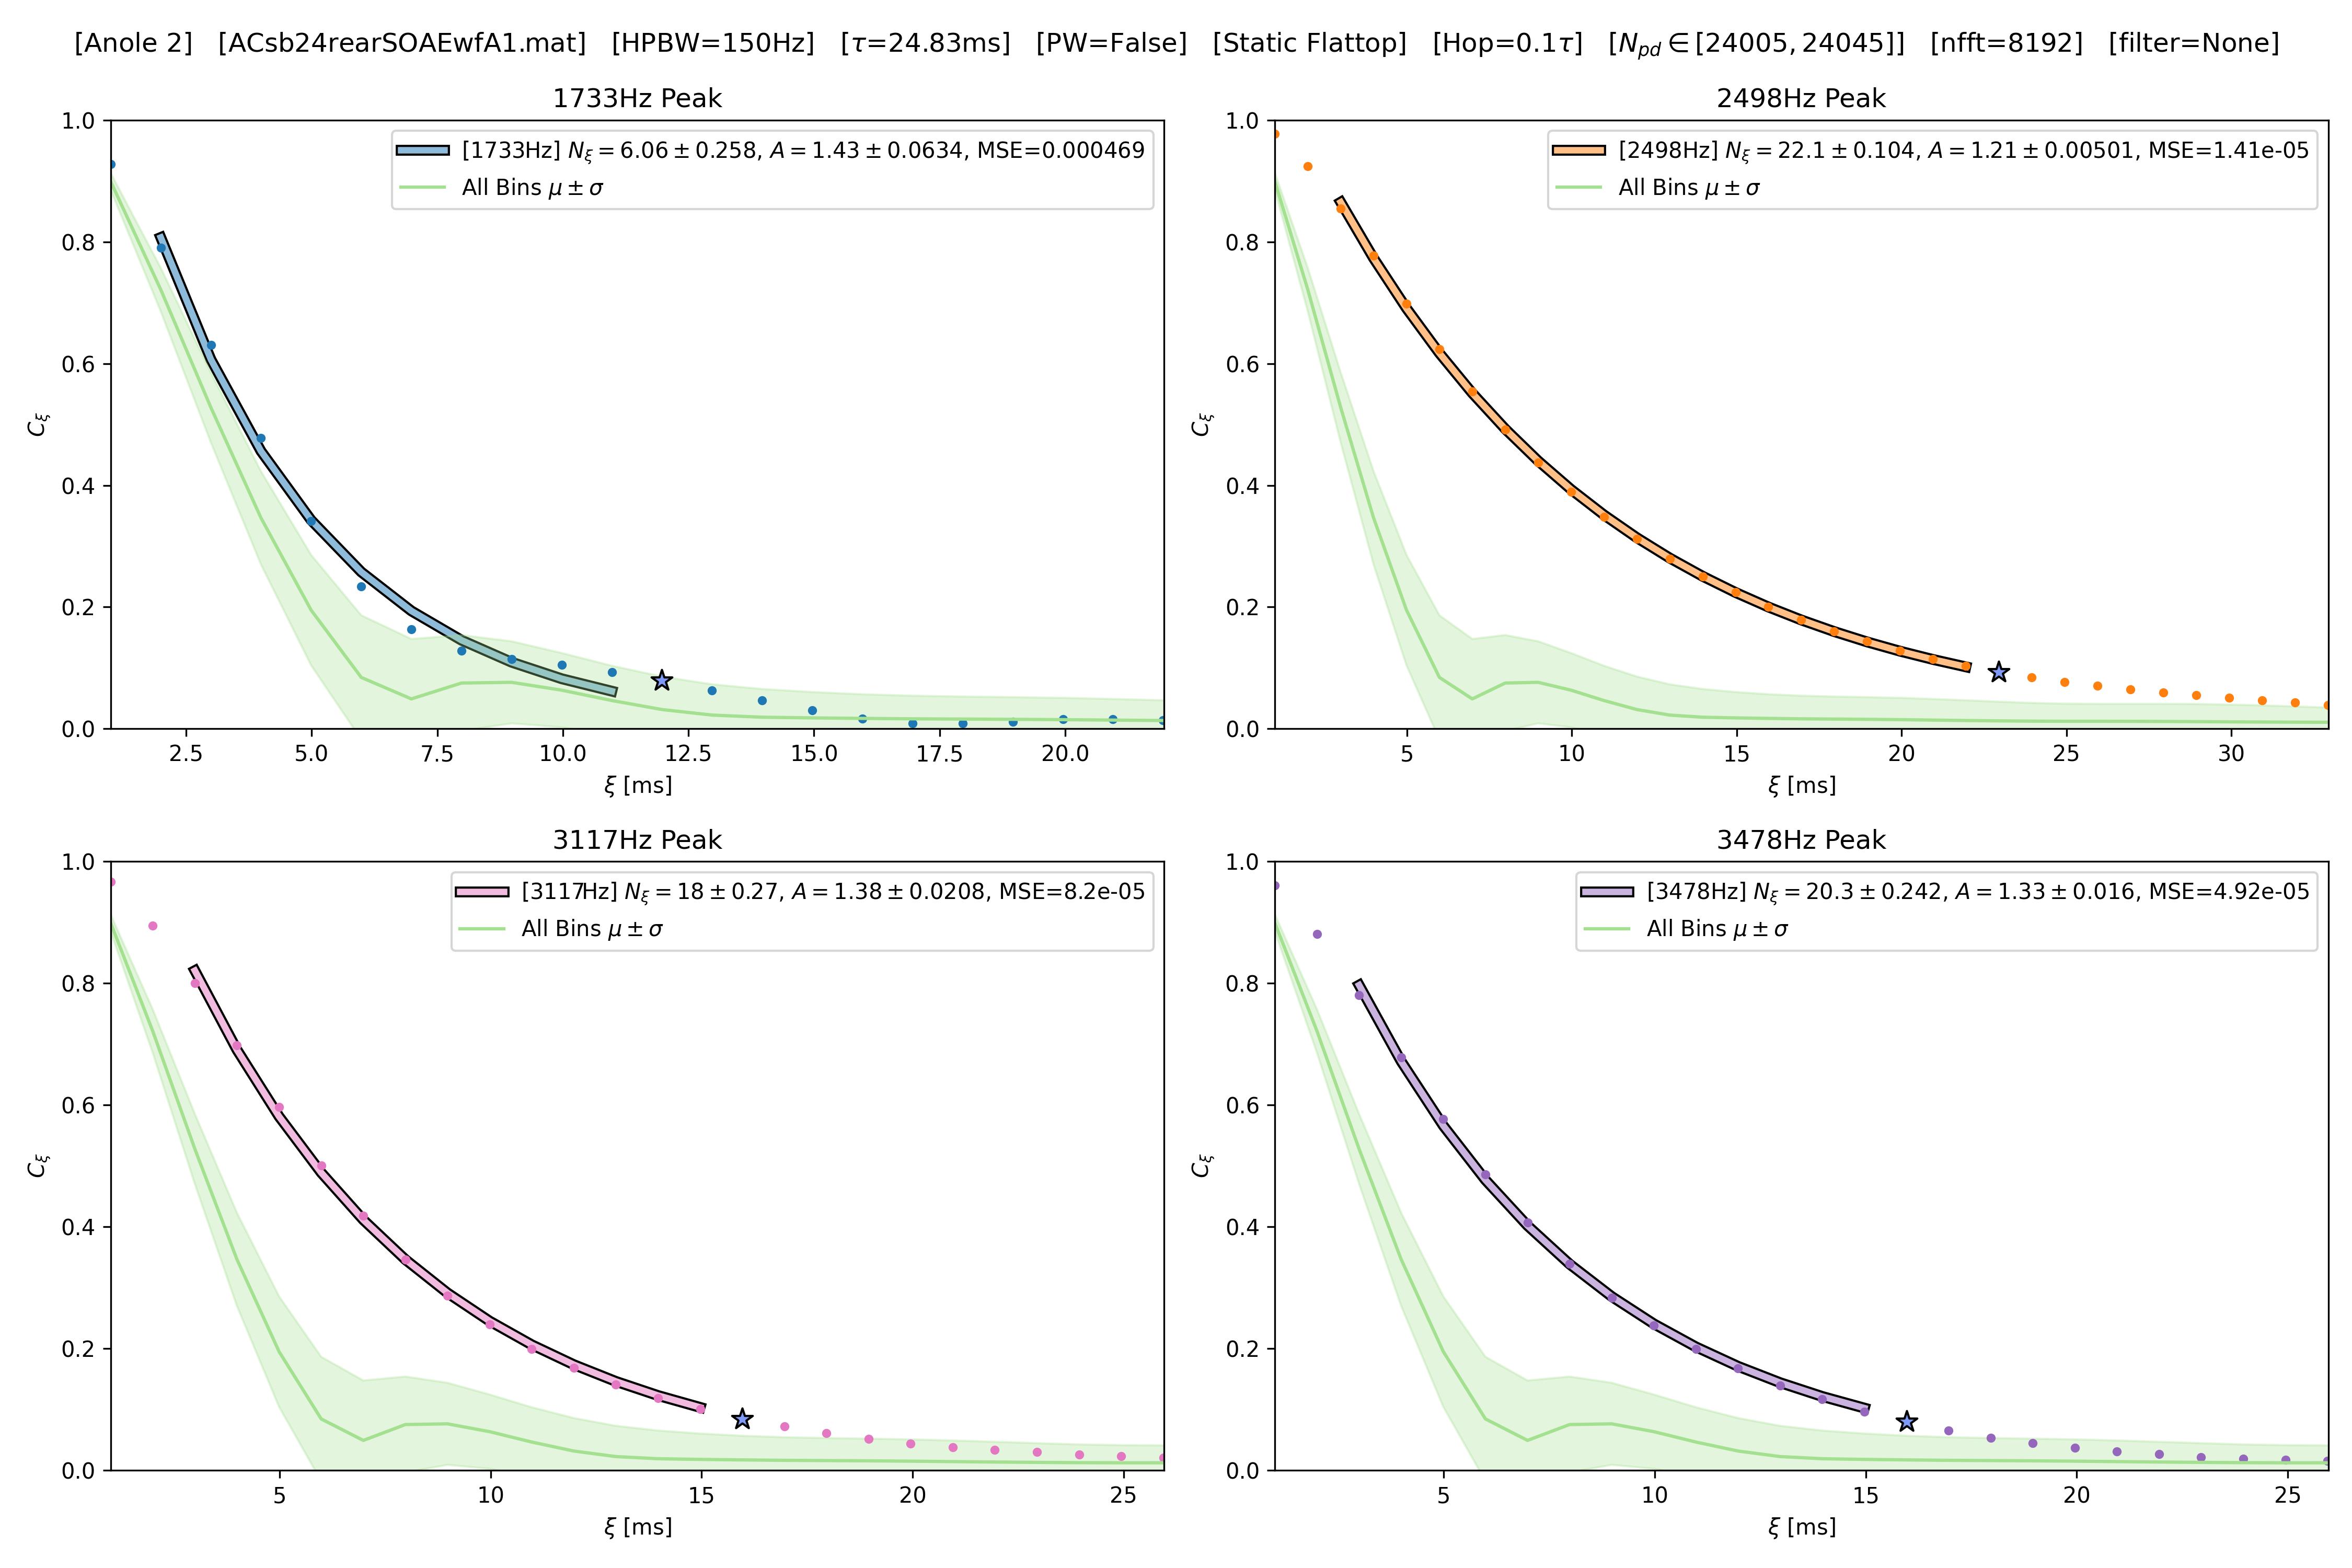 [Anole 2] [ACsb24rearSOAEwfA1.mat] [HPBW=150Hz] [τ=24.83ms] [PW=False] [Static Flattop] [Hop=0.1τ] [N_pd ∈ [24005, 24045]] [nfft=8192] [filter=None]
1733Hz Peak
[1733Hz] N_ξ = 6.06 ± 0.258, A = 1.43 ± 0.0634, MSE=0.000469
All Bins μ ± σ
C_ξ
1.0
0.8
0.6
0.4
0.2
0.0
2.5 5.0 7.5 10.0 12.5 15.0 17.5 20.0
ξ [ms]
2498Hz Peak
[2498Hz] N_ξ = 22.1 ± 0.104, A = 1.21 ± 0.00501, MSE=1.41e-05
All Bins μ ± σ
C_ξ
1.0
0.8
0.6
0.4
0.2
0.0
5 10 15 20 25 30
ξ [ms]
3117Hz Peak
[3117Hz] N_ξ = 18 ± 0.27, A = 1.38 ± 0.0208, MSE=8.2e-05
All Bins μ ± σ
C_ξ
1.0
0.8
0.6
0.4
0.2
0.0
5 10 15 20 25
ξ [ms]
3478Hz Peak
[3478Hz] N_ξ = 20.3 ± 0.242, A = 1.33 ± 0.016, MSE=4.92e-05
All Bins μ ± σ
C_ξ
1.0
0.8
0.6
0.4
0.2
0.0
5 10 15 20 25
ξ [ms]